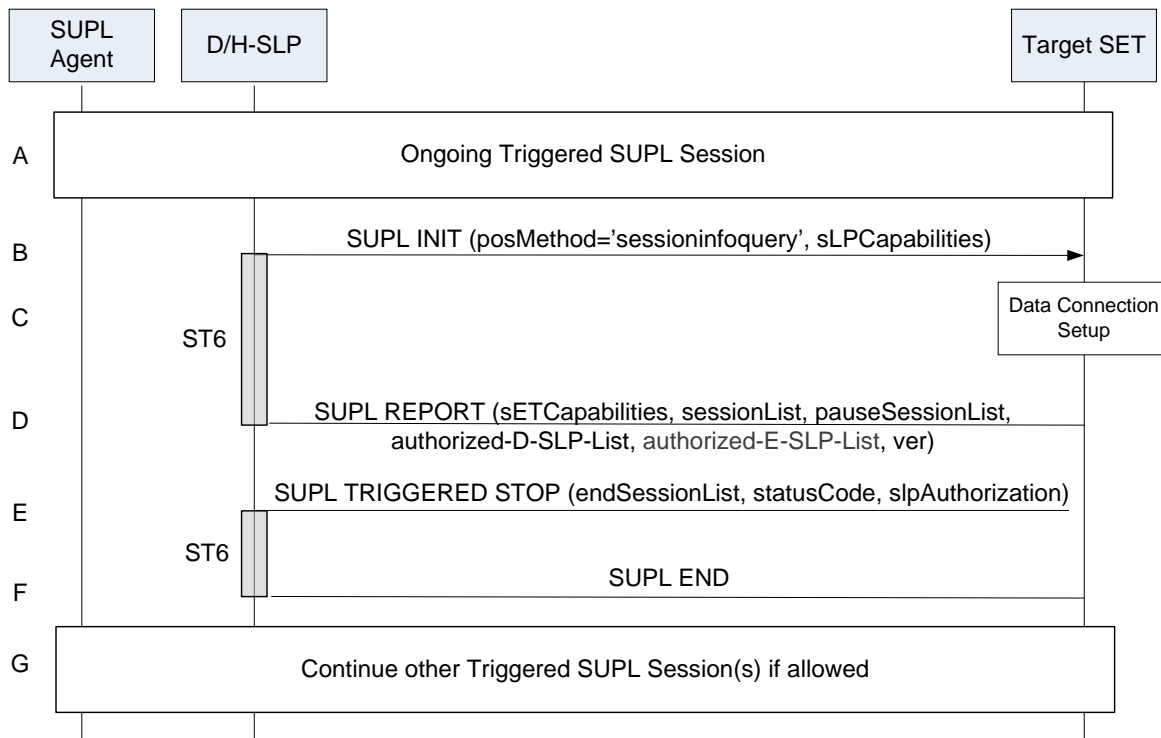 SUPL
Agent
D/H-SLP
Target SET
A
Ongoing Triggered SUPL Session
B
SUPL INIT (posMethod=’sessioninfoquery’, sLPCapabilities)
C
Data Connection
Setup
ST6
D
SUPL REPORT (sETCapabilities, sessionList, pauseSessionList,
authorized-D-SLP-List, authorized-E-SLP-List, ver)
E
SUPL TRIGGERED STOP (endSessionList, statusCode, slpAuthorization)
ST6
F
SUPL END
G
Continue other Triggered SUPL Session(s) if allowed